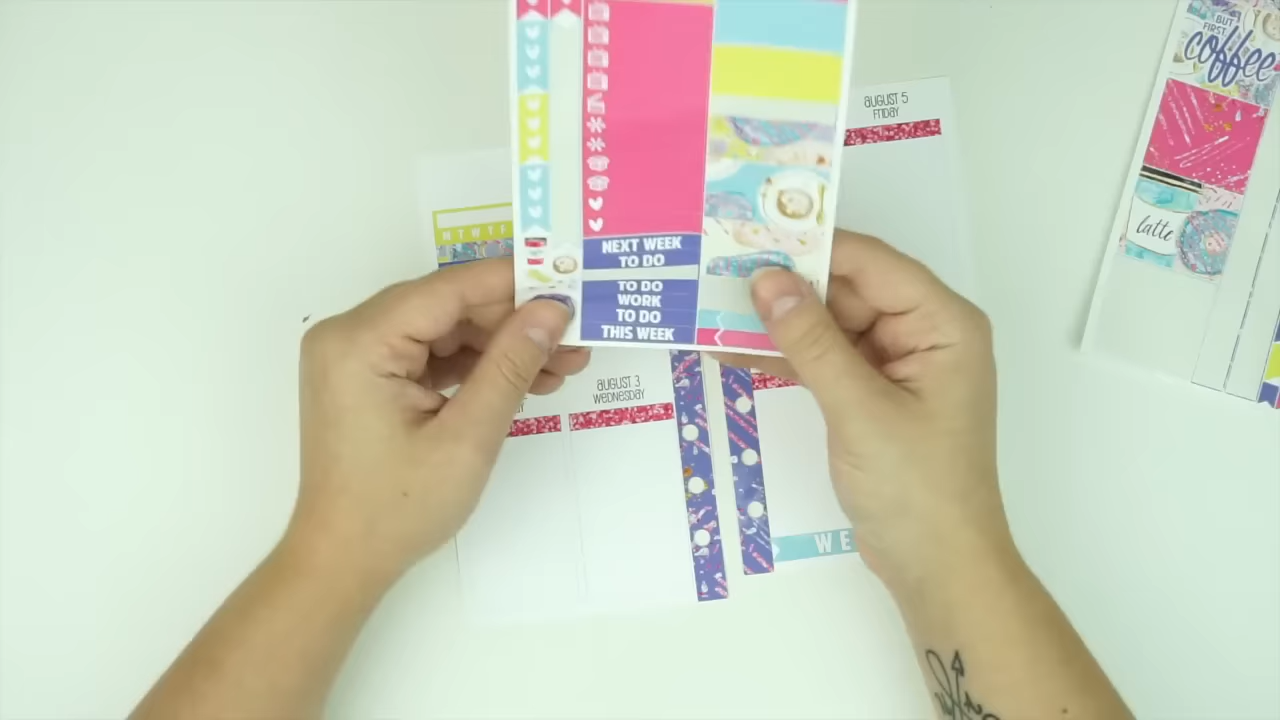 BUT
FIRST
coffee
AUGUST 5
FRIDAY
latte
M T W T F
NEXT WEEK
TO DO
TO DO
WORK
TO DO
THIS WEEK
AUGUST 3
WEDNESDAY
WE